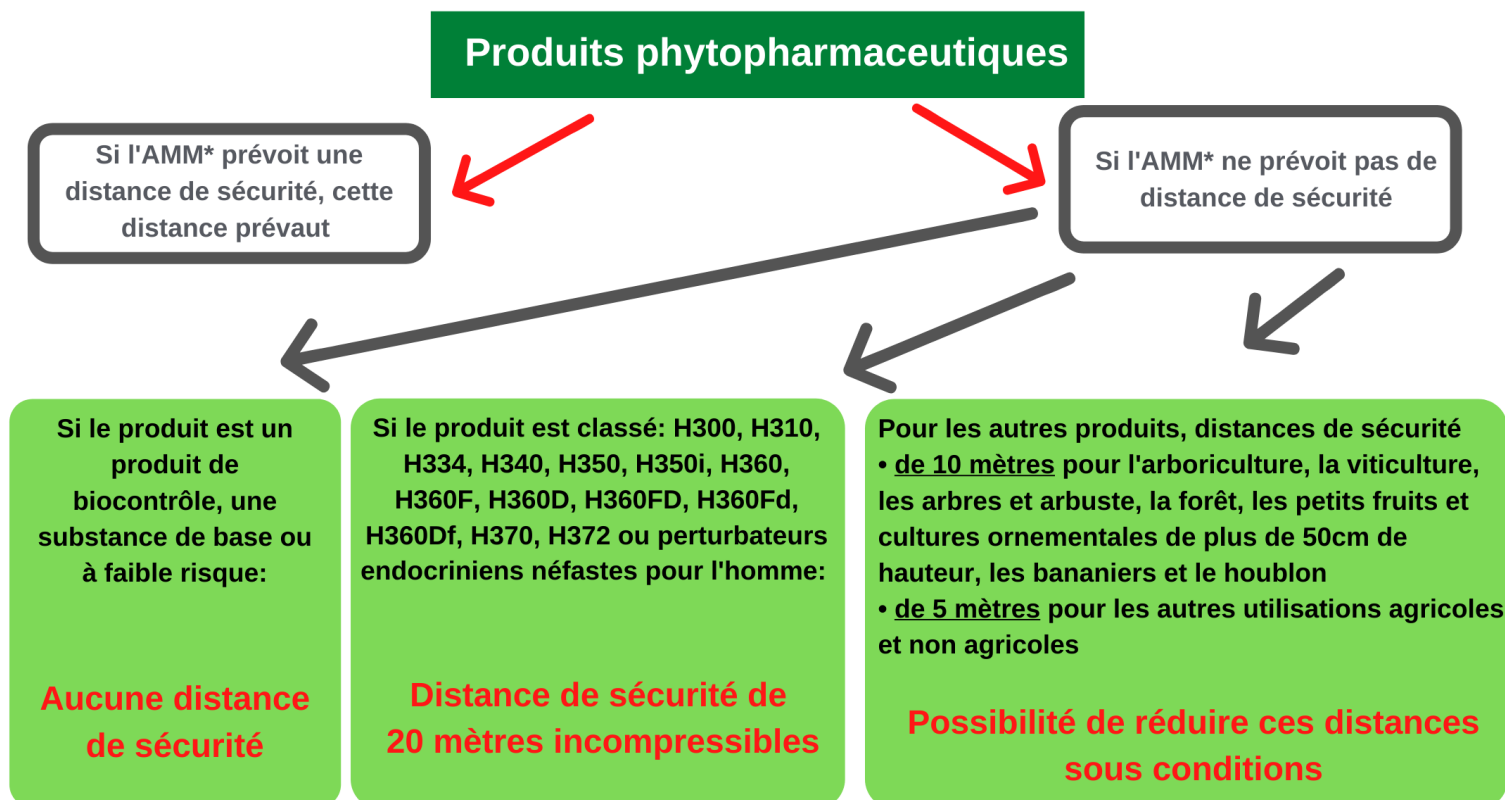 Produits phytopharmaceutiques
Si l'AMM* prévoit une
distance de sécurité, cette
distance prévaut
Si l'AMM* ne prévoit pas de
distance de sécurité
Si le produit est un
produit de
biocontrôle, une
substance de base ou
à faible risque:
Aucune distance
de sécurité
Si le produit est classé: H300, H310,
H334, H340, H350, H350i, H360,
H360F, H360D, H360FD, H360Fd,
H360Df, H370, H372 ou perturbateurs
endocriniens néfastes pour l'homme:
Distance de sécurité de
20 mètres incompressibles
Pour les autres produits, distances de sécurité
• de 10 mètres pour l'arboriculture, la viticulture,
les arbres et arbuste, la forêt, les petits fruits et
cultures ornementales de plus de 50cm de
hauteur, les bananiers et le houblon
• de 5 mètres pour les autres utilisations agricoles
et non agricoles
Possibilité de réduire ces distances
sous conditions